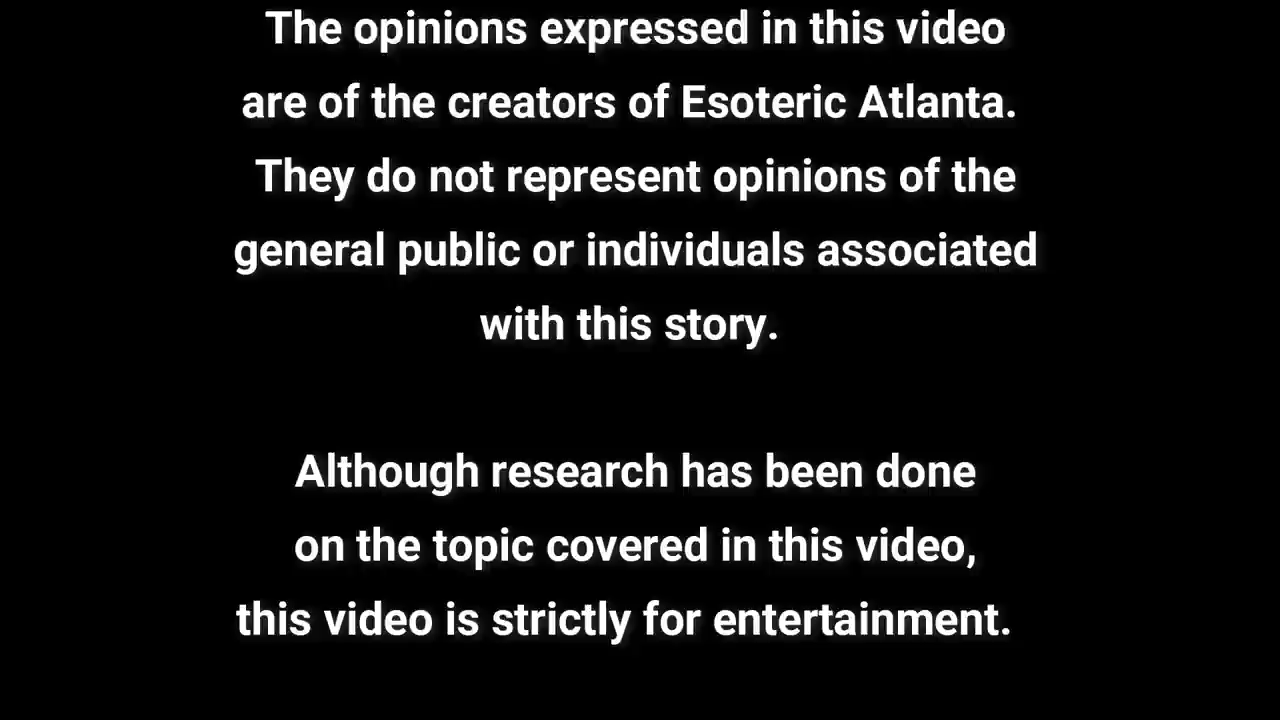 The opinions expressed in this video
are of the creators of Esoteric Atlanta.
They do not represent opinions of the
general public or individuals associated
with this story.
Although research has been done
on the topic covered in this video,
this video is strictly for entertainment.